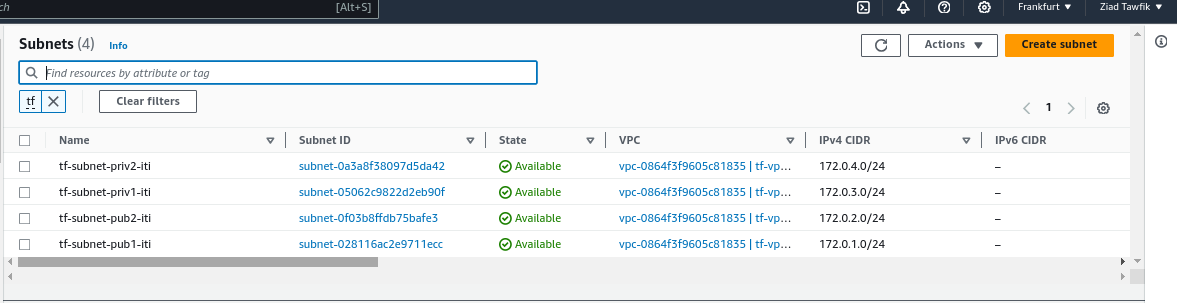 ch [Alt+S] Frankfurt ▼ Ziad Tawfik ▼
Subnets (4) Info Actions ▼ Create subnet
Find resources by attribute or tag
tf Clear filters 1
Name Subnet ID State VPC IPv4 CIDR IPv6 CIDR
tf-subnet-priv2-iti subnet-0a3a8f38097d5da42 Available vpc-0864f3f9605c81835 | tf-vp... 172.0.4.0/24 –
tf-subnet-priv1-iti subnet-05062c9822d2eb90f Available vpc-0864f3f9605c81835 | tf-vp... 172.0.3.0/24 –
tf-subnet-pub2-iti subnet-0f03b8ffdb75bafe3 Available vpc-0864f3f9605c81835 | tf-vp... 172.0.2.0/24 –
tf-subnet-pub1-iti subnet-028116ac2e9711ecc Available vpc-0864f3f9605c81835 | tf-vp... 172.0.1.0/24 –